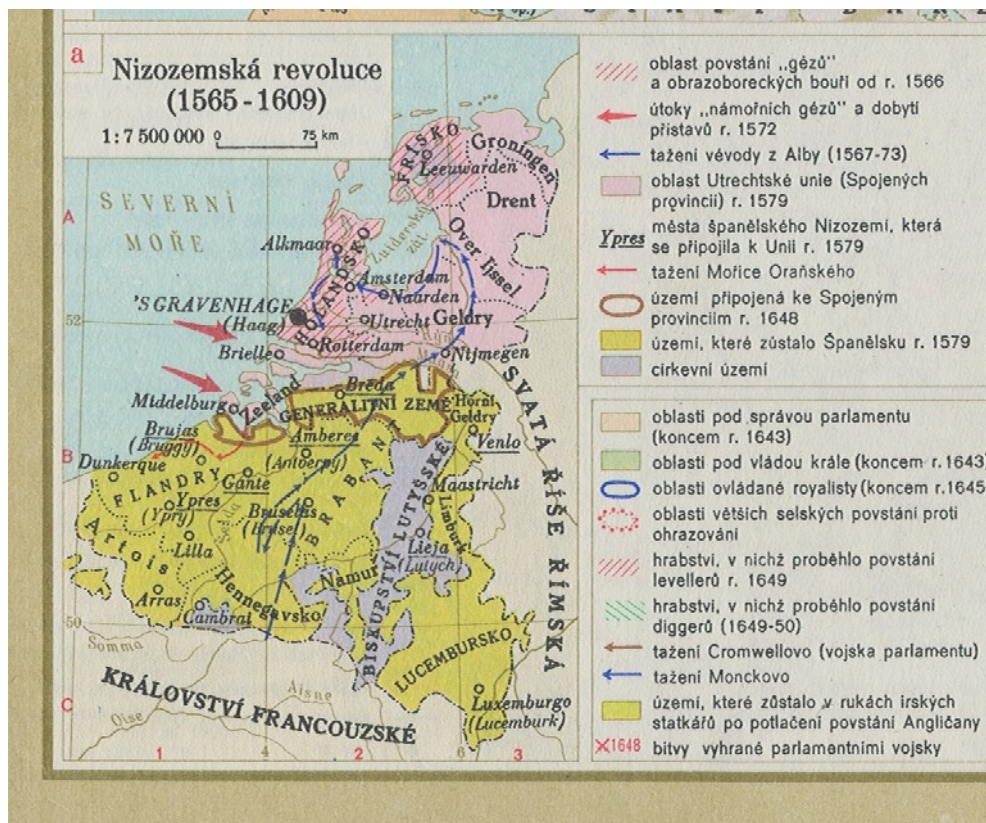 a
Nizozemská revoluce
(1565-1609)
1:7 500 000 0 75 km
SEVERNÍ
MOŘE
A
B
C
1
2
3
52
50
4
6
FRÍSKO
Leeuwarden
Groningen
Drent
Over Ijssel
Zuiderský
zál.
Alkmaar
HOLANDSKO
Amsterdam
Naarden
'S GRAVENHAGE
(Haag)
Utrecht
Geldry
Rotterdam
Brielle
Nijmegen
Rýn
Zeeland
Middelburg
Breda
GENERALITNÍ ZEMĚ
Horní
Geldry
Venlo
Brujas
(Bruggy)
Amberes
(Antverpy)
Dunkerque
FLANDRY
Gante
Ypres
(Ypry)
BRABANT
Bruselas
(Brusel)
Maastricht
Limburk
Artois
Lilla
Lieja
(Lutych)
BISKUPSTVÍ LUTYŠSKÉ
Namur
Hennegavsko
Arras
Cambrai
LUCEMBURSKO
Luxemburgo
(Lucemburk)
SVATÁ ŘÍŠE ŘÍMSKÁ
Somma
KRÁLOVSTVÍ FRANCOUZSKÉ
Aisne
Oise
oblast povstání „gézů"
a obrazoboreckých bouří od r. 1566
útoky „námořních gézů" a dobytí
přístavů r. 1572
tažení vévody z Alby (1567-73)
oblast Utrechtské unie (Spojených
provincií) r. 1579
Ypres města španělského Nizozemí, která
se připojila k Unii r. 1579
tažení Mořice Oranžského
území připojená ke Spojeným
provinciím r. 1648
území, které zůstalo Španělsku r. 1579
církevní území
oblasti pod správou parlamentu
(koncem r. 1643)
oblasti pod vládou krále (koncem r.1643)
oblasti ovládané royalisty (koncem r.1645
oblasti větších selských povstání proti
ohrazování
hrabství, v nichž proběhlo povstání
levellerů r. 1649
hrabství, v nichž proběhlo povstání
diggerů (1649-50)
tažení Cromwellovo (vojska parlamentu)
tažení Monckovo
území, které zůstalo v rukách irských
statkářů po potlačení povstání Angličany
×1648 bitvy vyhrané parlamentními vojsky